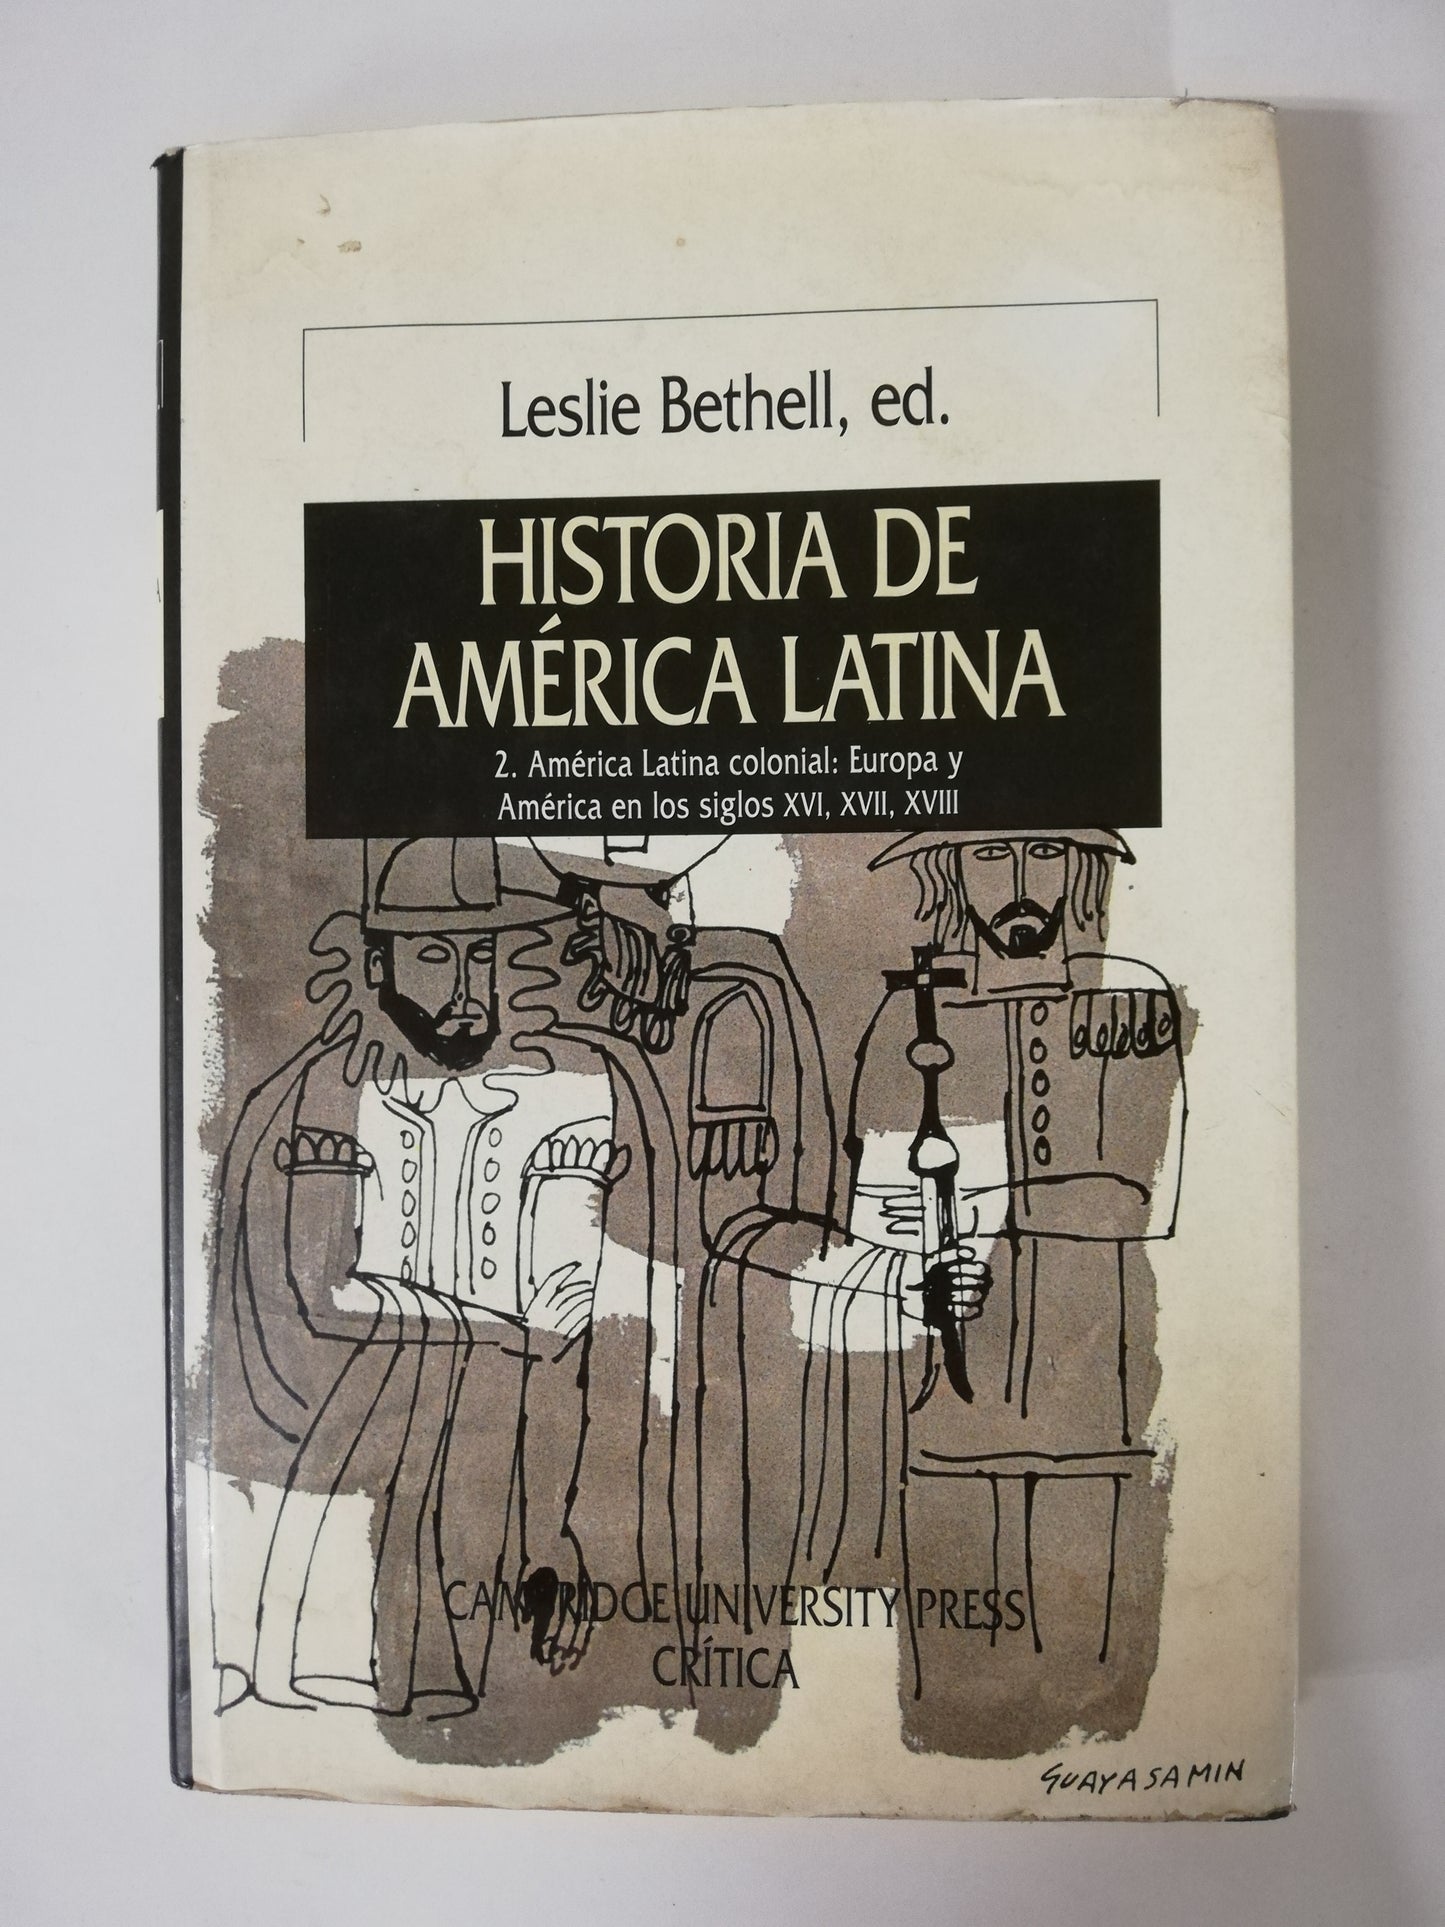 Leslie Bethell, ed.
HISTORIA DE
AMÉRICA LATINA
2. América Latina colonial: Europa y
América en los siglos XVI, XVII, XVIII
CAMBRIDGE UNIVERSITY PRESS
CRÍTICA
GUAYASAMIN